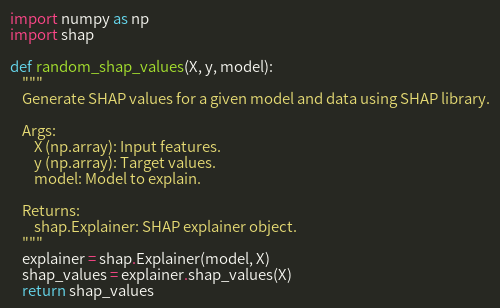 import numpy as np
import shap

def random_shap_values(X, y, model):
    """
    Generate SHAP values for a given model and data using SHAP library.

    Args:
        X (np.array): Input features.
        y (np.array): Target values.
        model: Model to explain.

    Returns:
        shap.Explainer: SHAP explainer object.
    """
    explainer = shap.Explainer(model, X)
    shap_values = explainer.shap_values(X)
    return shap_values